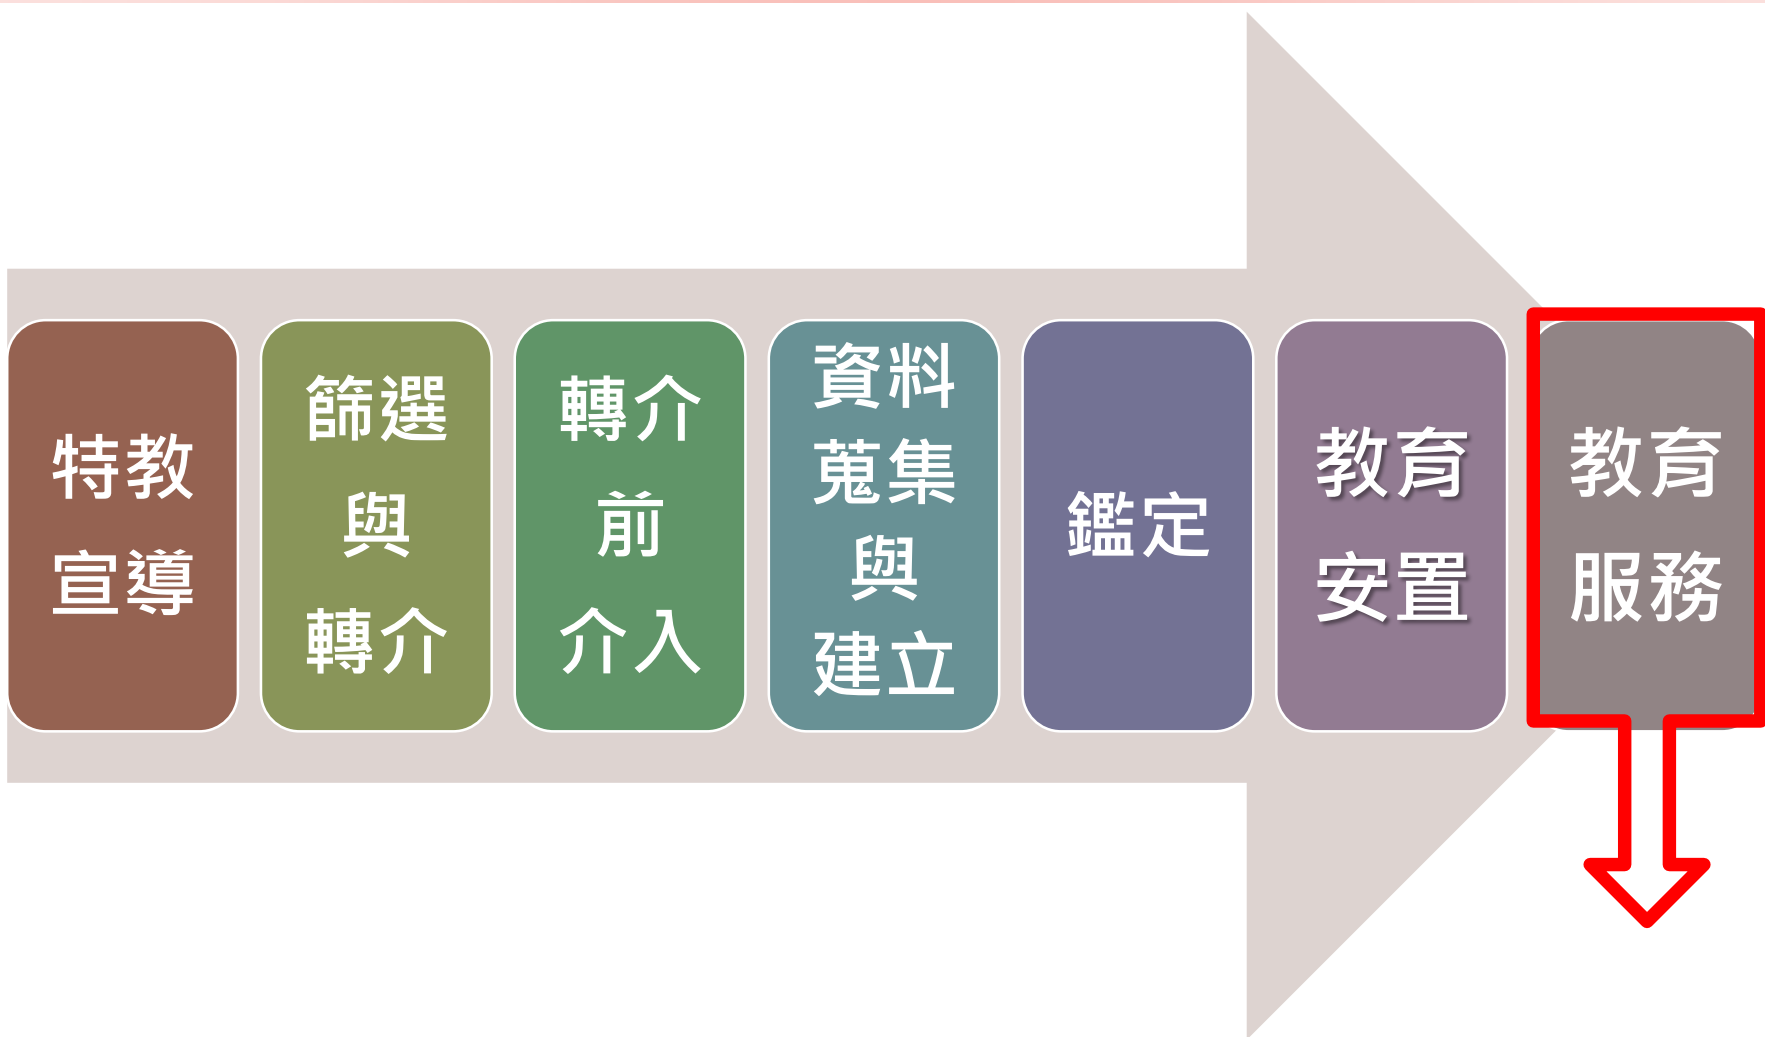 特教
宣導
篩選
與
轉介
轉介
前
介入
資料
蒐集
與
建立
鑑定
教育
安置
教育
服務